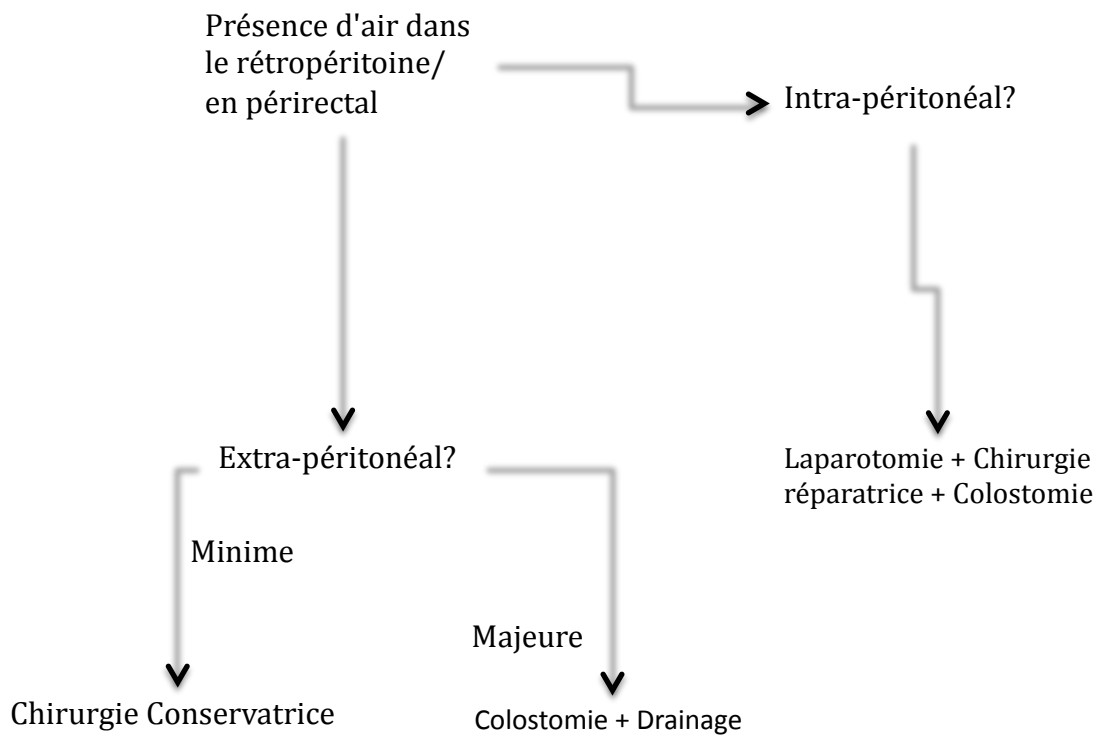 Présence d'air dans
le rétropéritoine/
en périrectal
Intra-péritonéal?
Extra-péritonéal?
Laparotomie + Chirurgie
réparatrice + Colostomie
Minime
Majeure
Chirurgie Conservatrice
Colostomie + Drainage